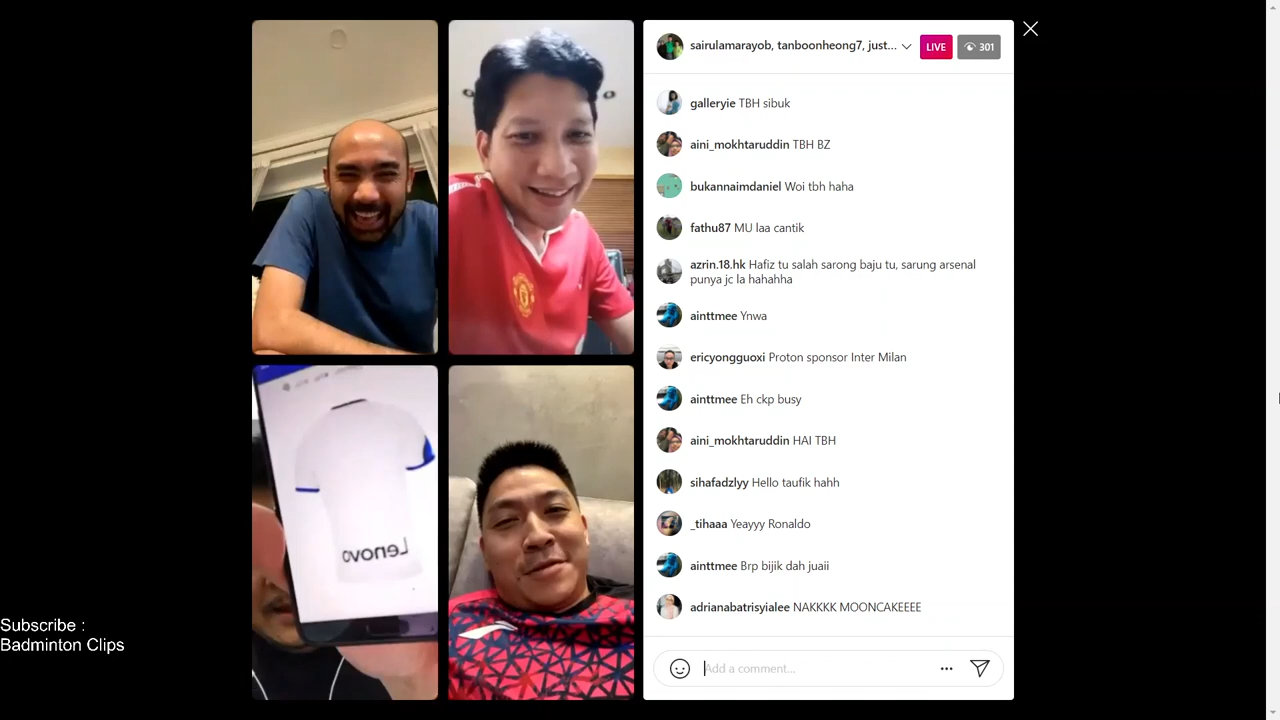 sairulamarayob, tanboonheong7, just...
LIVE
301
galleryie TBH sibuk
aini_mokhtaruddin TBH BZ
bukannaimdaniel Woi tbh haha
fathu87 MU laa cantik
azrin.18.hk Hafiz tu salah sarong baju tu, sarung arsenal
punya jc la hahahha
ainttmee Ynwa
ericyongguoxi Proton sponsor Inter Milan
ainttmee Eh ckp busy
aini_mokhtaruddin HAI TBH
sihafadzlyy Hello taufik hahh
_tihaaa Yeayyy Ronaldo
ainttmee Brp bijik dah juaii
adrianabatrisyialee NAKKKK MOONCAKEEEE
Add a comment...
Lenovo
Subscribe :
Badminton Clips